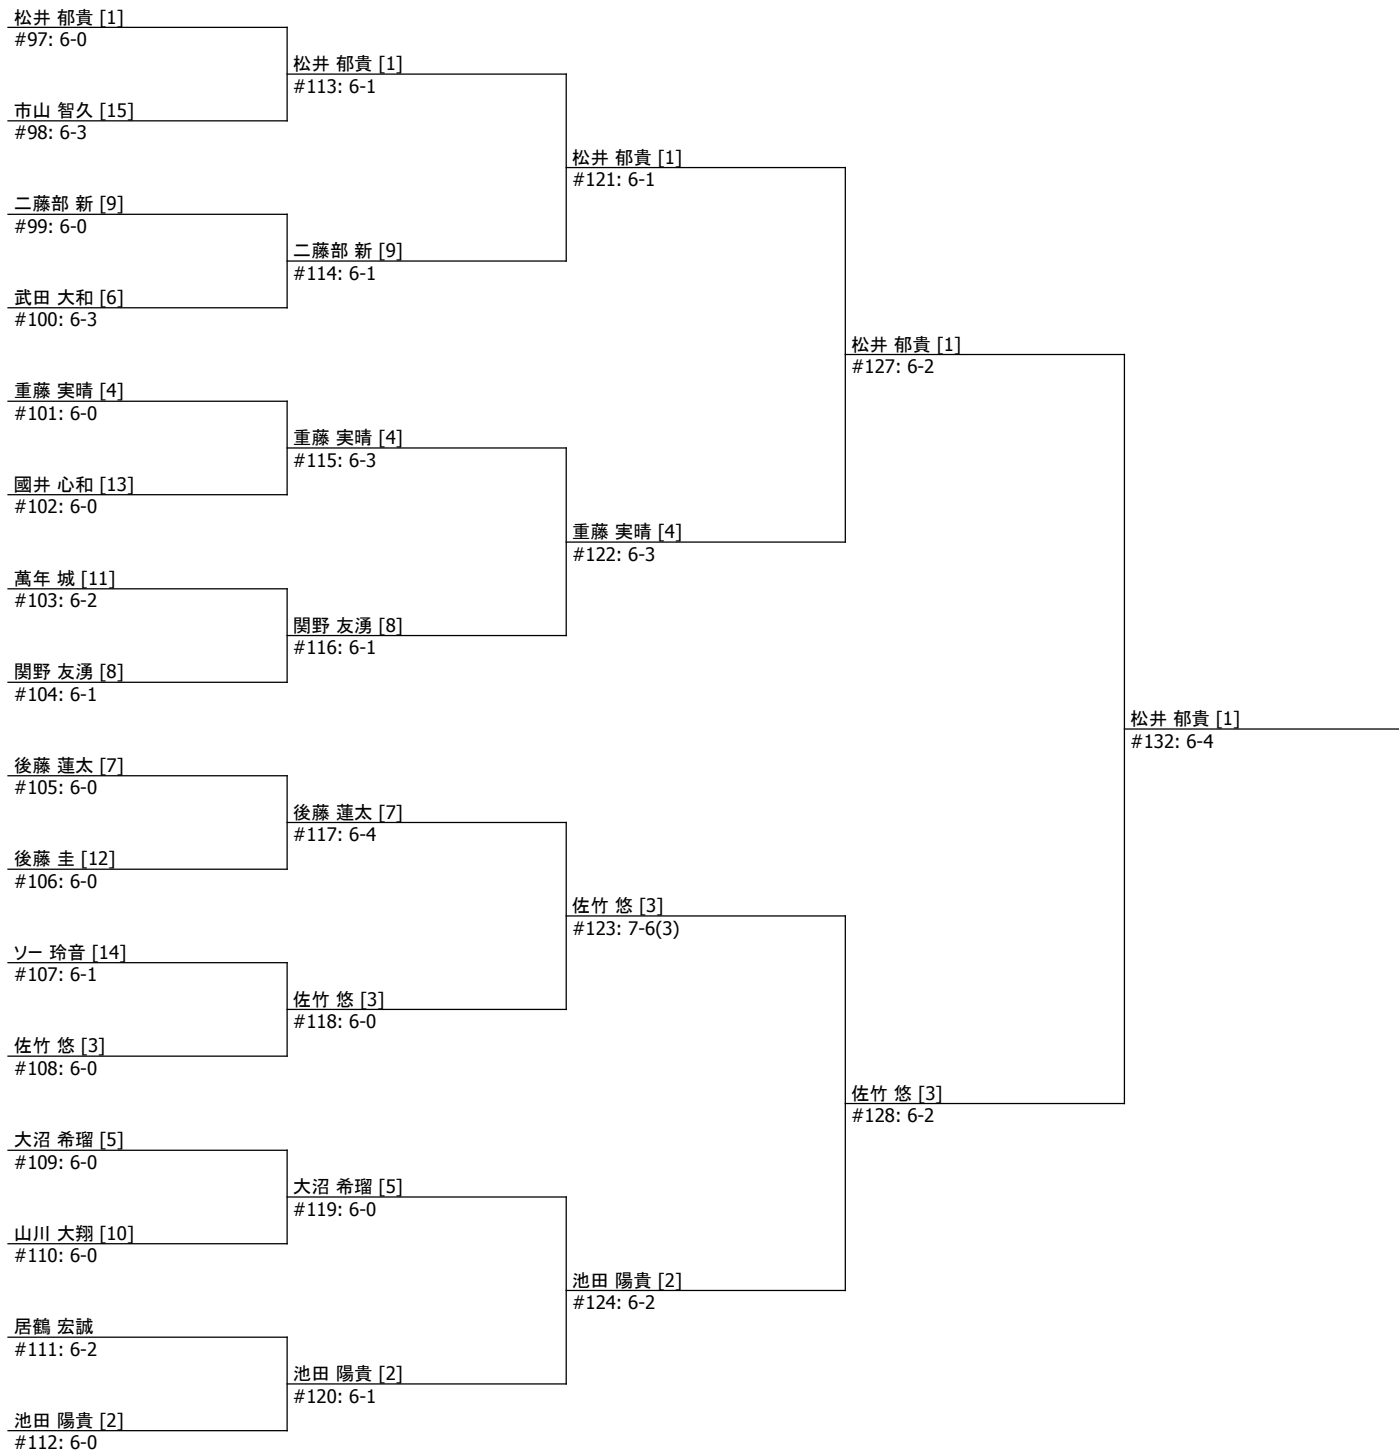 松井 郁貴 [1]
#97: 6-0
市山 智久 [15]
#98: 6-3
二藤部 新 [9]
#99: 6-0
武田 大和 [6]
#100: 6-3
重藤 実晴 [4]
#101: 6-0
國井 心和 [13]
#102: 6-0
萬年 城 [11]
#103: 6-2
関野 友湧 [8]
#104: 6-1
後藤 蓮太 [7]
#105: 6-0
後藤 圭 [12]
#106: 6-0
ソー 玲音 [14]
#107: 6-1
佐竹 悠 [3]
#108: 6-0
大沼 希瑠 [5]
#109: 6-0
山川 大翔 [10]
#110: 6-0
居鶴 宏誠
#111: 6-2
池田 陽貴 [2]
#112: 6-0
松井 郁貴 [1]
#113: 6-1
二藤部 新 [9]
#114: 6-1
重藤 実晴 [4]
#115: 6-3
関野 友湧 [8]
#116: 6-1
後藤 蓮太 [7]
#117: 6-4
佐竹 悠 [3]
#118: 6-0
大沼 希瑠 [5]
#119: 6-0
池田 陽貴 [2]
#120: 6-1
松井 郁貴 [1]
#121: 6-1
重藤 実晴 [4]
#122: 6-3
佐竹 悠 [3]
#123: 7-6(3)
池田 陽貴 [2]
#124: 6-2
松井 郁貴 [1]
#127: 6-2
佐竹 悠 [3]
#128: 6-2
松井 郁貴 [1]
#132: 6-4